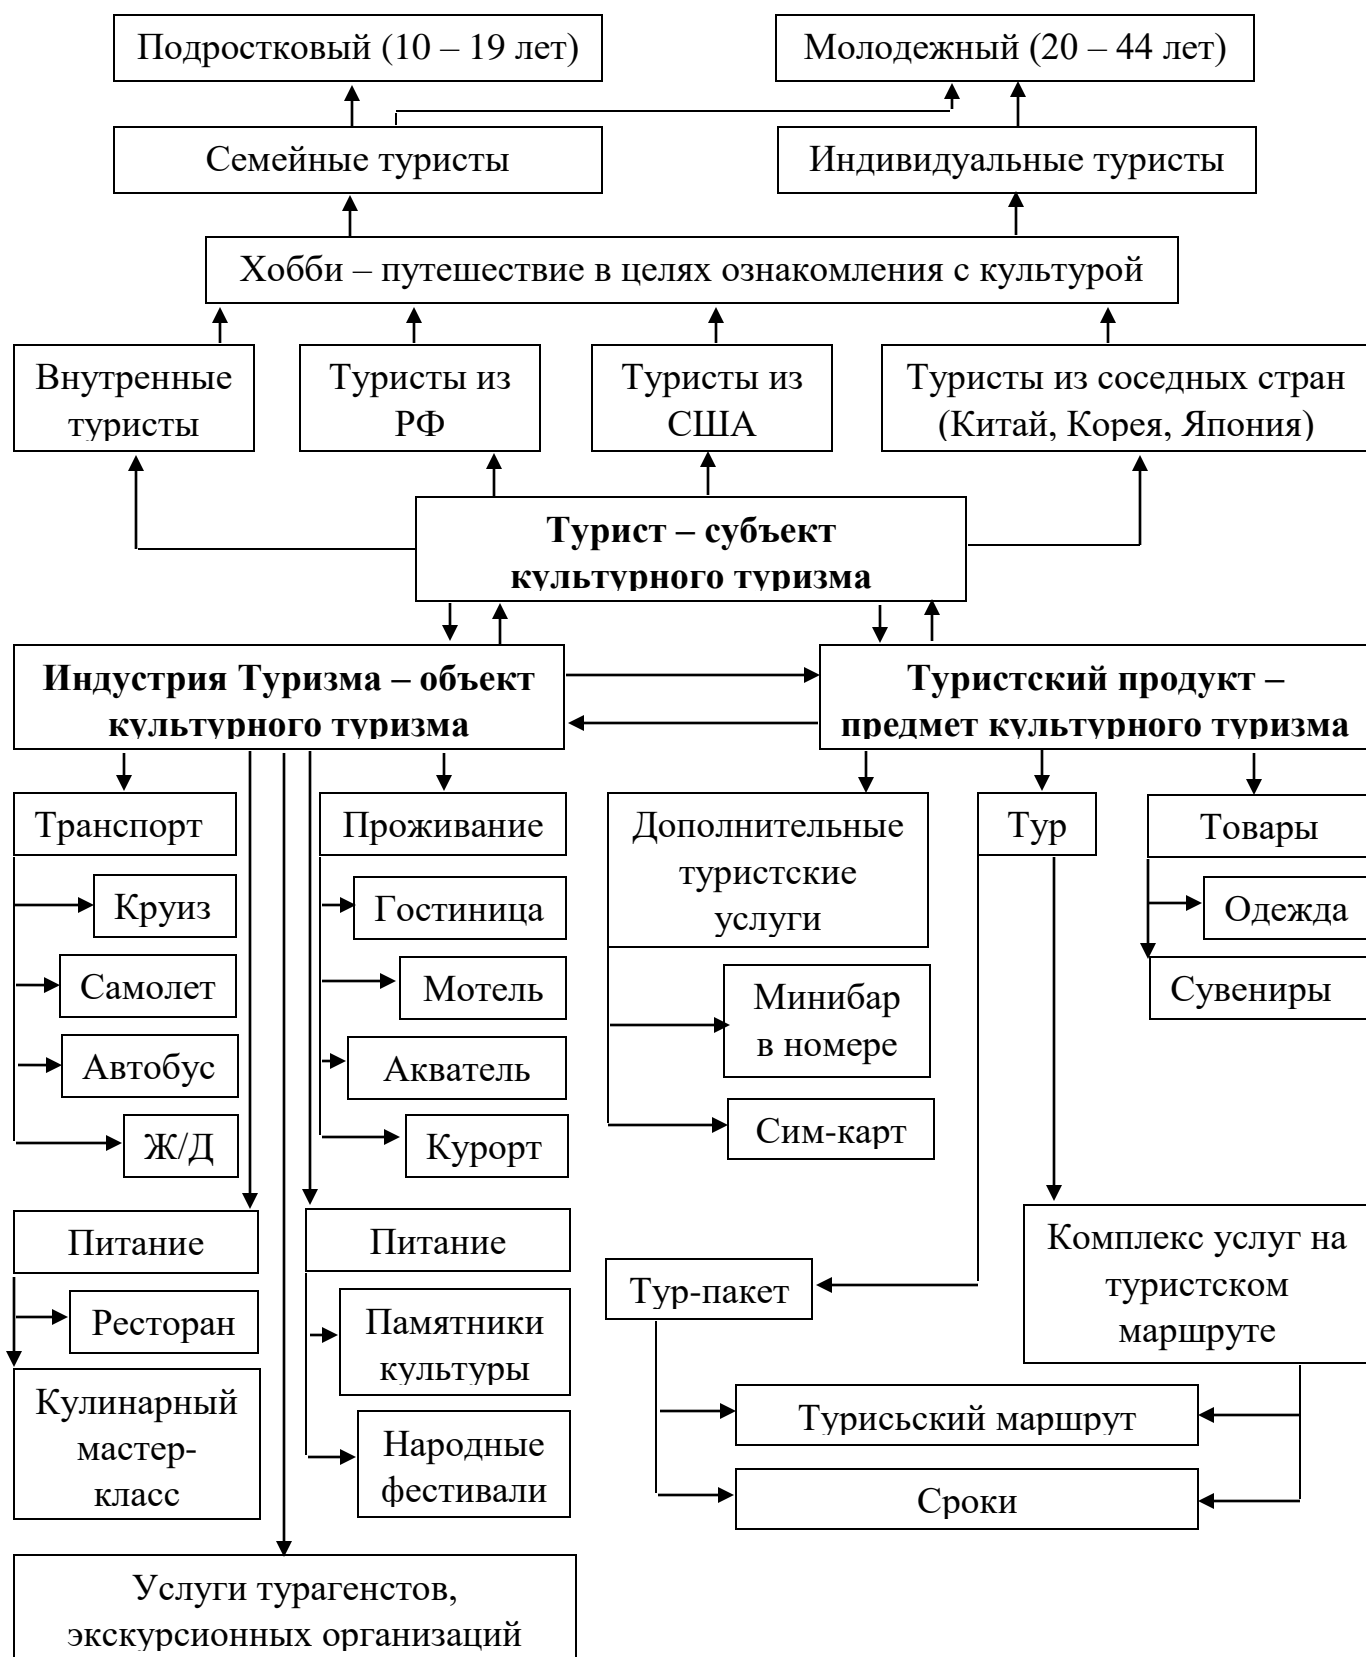 Подростковый (10 – 19 лет)
Молодежный (20 – 44 лет)
Семейные туристы
Индивидуальные туристы
Хобби – путешествие в целях ознакомления с культурой
Внутренные
туристы
Туристы из
РФ
Туристы из
США
Туристы из соседных стран
(Китай, Корея, Япония)
Турист – субъект
культурного туризма
Индустрия Туризма – объект
культурного туризма
Туристский продукт –
предмет культурного туризма
Транспорт
Круиз
Самолет
Автобус
Ж/Д
Проживание
Гостиница
Мотель
Акватель
Курорт
Дополнительные
туристские
услуги
Минибар
в номере
Сим-карт
Тур
Товары
Одежда
Сувениры
Питание
Ресторан
Кулинарный
мастер-
класс
Питание
Памятники
культуры
Народные
фестивали
Тур-пакет
Комплекс услуг на
туристском
маршруте
Турисьский маршрут
Сроки
Услуги турагенстов,
экскурсионных организаций